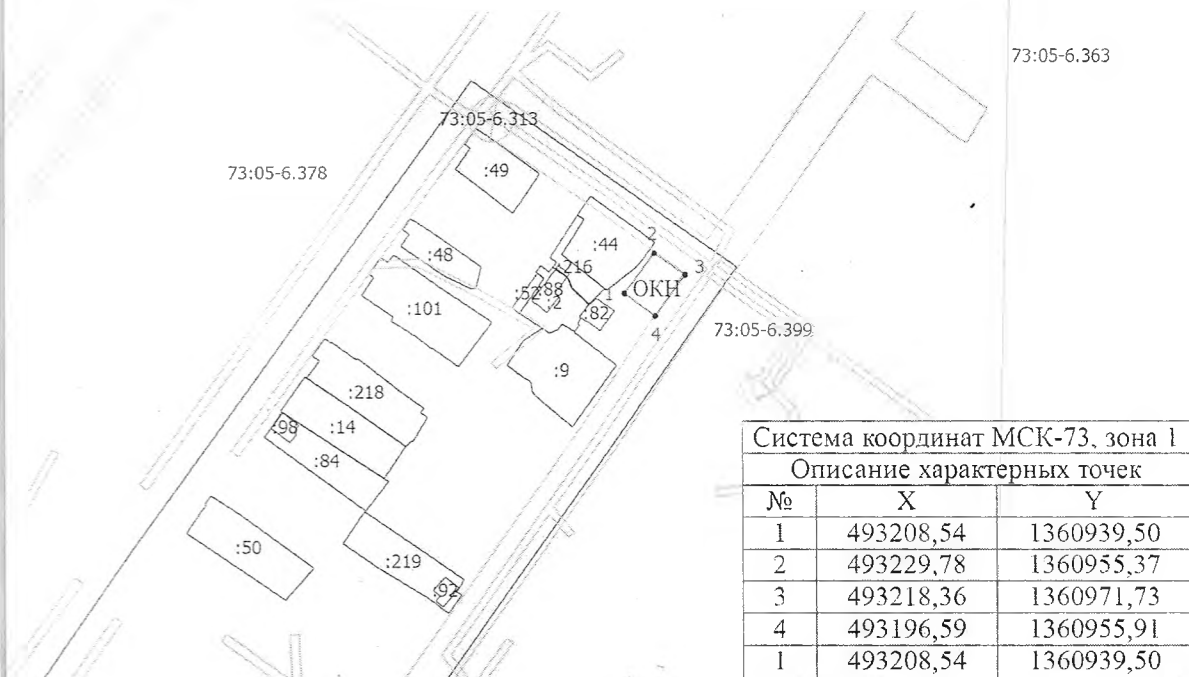 73:05-6.363
73:05-6.313
73:05-6.378
:49
:44
2
:48
:216
3
:52
:88
1
ОКН
:2
:101
:82
4
73:05-6.399
:9
:218
:98
:14
:84
:50
:219
:92
Система координат МСК-73, зона 1
Описание характерных точек
№ X Y
1 493208,54 1360939,50
2 493229,78 1360955,37
3 493218,36 1360971,73
4 493196,59 1360955,91
1 493208,54 1360939,50